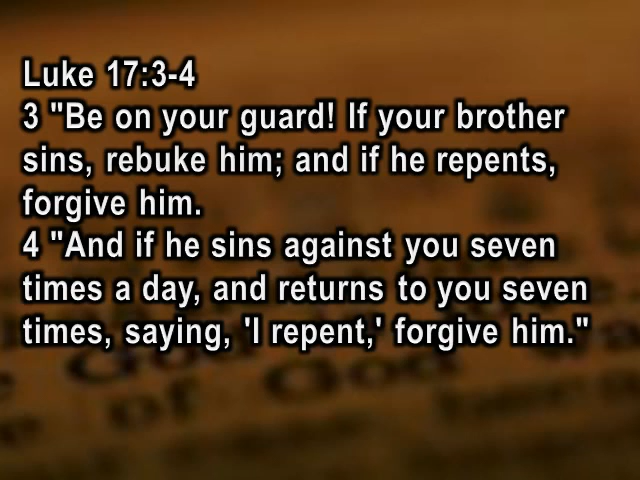 Luke 17:3-4
3 "Be on your guard! If your brother
sins, rebuke him; and if he repents,
forgive him.
4 "And if he sins against you seven
times a day, and returns to you seven
times, saying, 'I repent,' forgive him."
of God